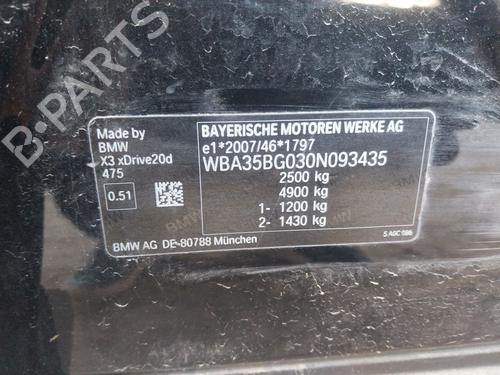 B-PARTS
Made by
BMW
X3 xDrive20d
475
0.51
BMW AG DE-80788 München
BAYERISCHE MOTOREN WERKE AG
e1*2007/46*1797
WBA35BG030N093435
2500 kg
4900 kg
1- 1200 kg
2- 1430 kg